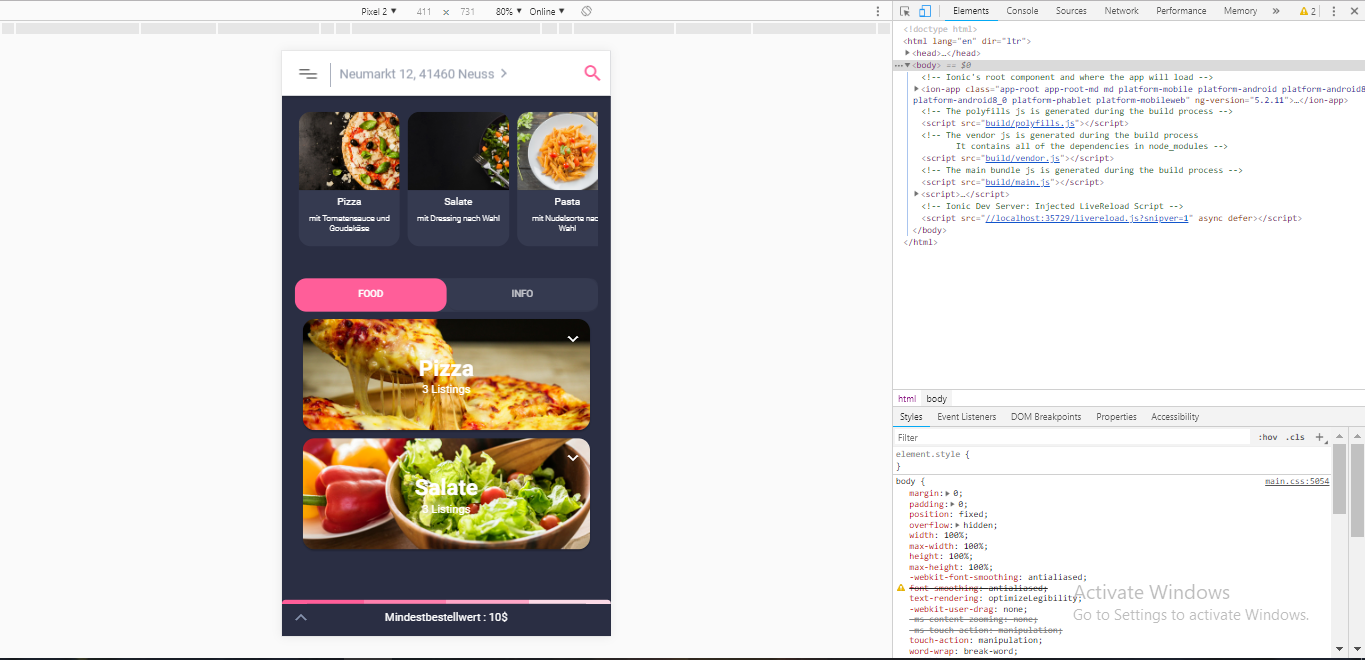 Pixel 2 ▼ 411 × 731 80% ▼ Online ▼
Neumarkt 12, 41460 Neuss
Pizza
mit Tomatensauce und
Goudakäse
Salate
mit Dressing nach Wahl
Pasta
mit Nudelsorte nac
Wahl
FOOD
INFO
Pizza
3 Listings
Salate
3 Listings
Mindestbestellwert : 10$
Elements Console Sources Network Performance Memory » 2
<!doctype html>
<html lang="en" dir="ltr">
▶<head>…</head>
…▼<body> == $0
<!-- Ionic's root component and where the app will load -->
▶<ion-app class="app-root app-root-md md platform-mobile platform-android platform-android8
platform-android8_0 platform-phablet platform-mobileweb" ng-version="5.2.11">…</ion-app>
<!-- The polyfills js is generated during the build process -->
<script src="build/polyfills.js"></script>
<!-- The vendor js is generated during the build process
It contains all of the dependencies in node_modules -->
<script src="build/vendor.js"></script>
<!-- The main bundle js is generated during the build process -->
<script src="build/main.js"></script>
▶<script>…</script>
<!-- Ionic Dev Server: Injected LiveReload Script -->
<script src="//localhost:35729/livereload.js?snipver=1" async defer></script>
</body>
</html>
html body
Styles Event Listeners DOM Breakpoints Properties Accessibility
Filter :hov .cls +
element.style {
}
body { main.css:5054
margin:▶ 0;
padding:▶ 0;
position: fixed;
overflow:▶ hidden;
width: 100%;
max-width: 100%;
height: 100%;
max-height: 100%;
-webkit-font-smoothing: antialiased;
font-smoothing: antialiased;
text-rendering: optimizeLegibility;
-webkit-user-drag: none;
-ms-content-zooming: none;
-ms-touch-action: manipulation;
touch-action: manipulation;
word-wrap: break-word;
Activate Windows
Go to Settings to activate Windows.